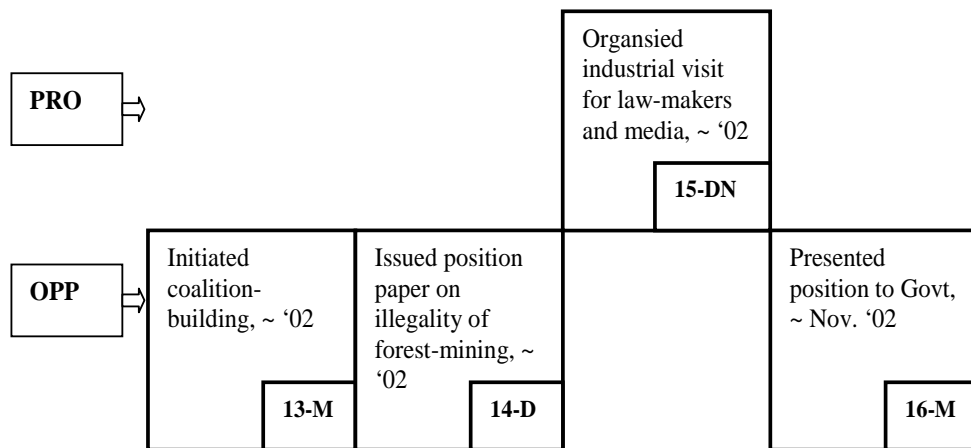 PRO
Organsied
industrial visit
for law-makers
and media, ~ ‘02
15-DN
OPP
Initiated
coalition-
building, ~ ‘02
13-M
Issued position
paper on
illegality of
forest-mining, ~
‘02
14-D
Presented
position to Govt,
~ Nov. ‘02
16-M